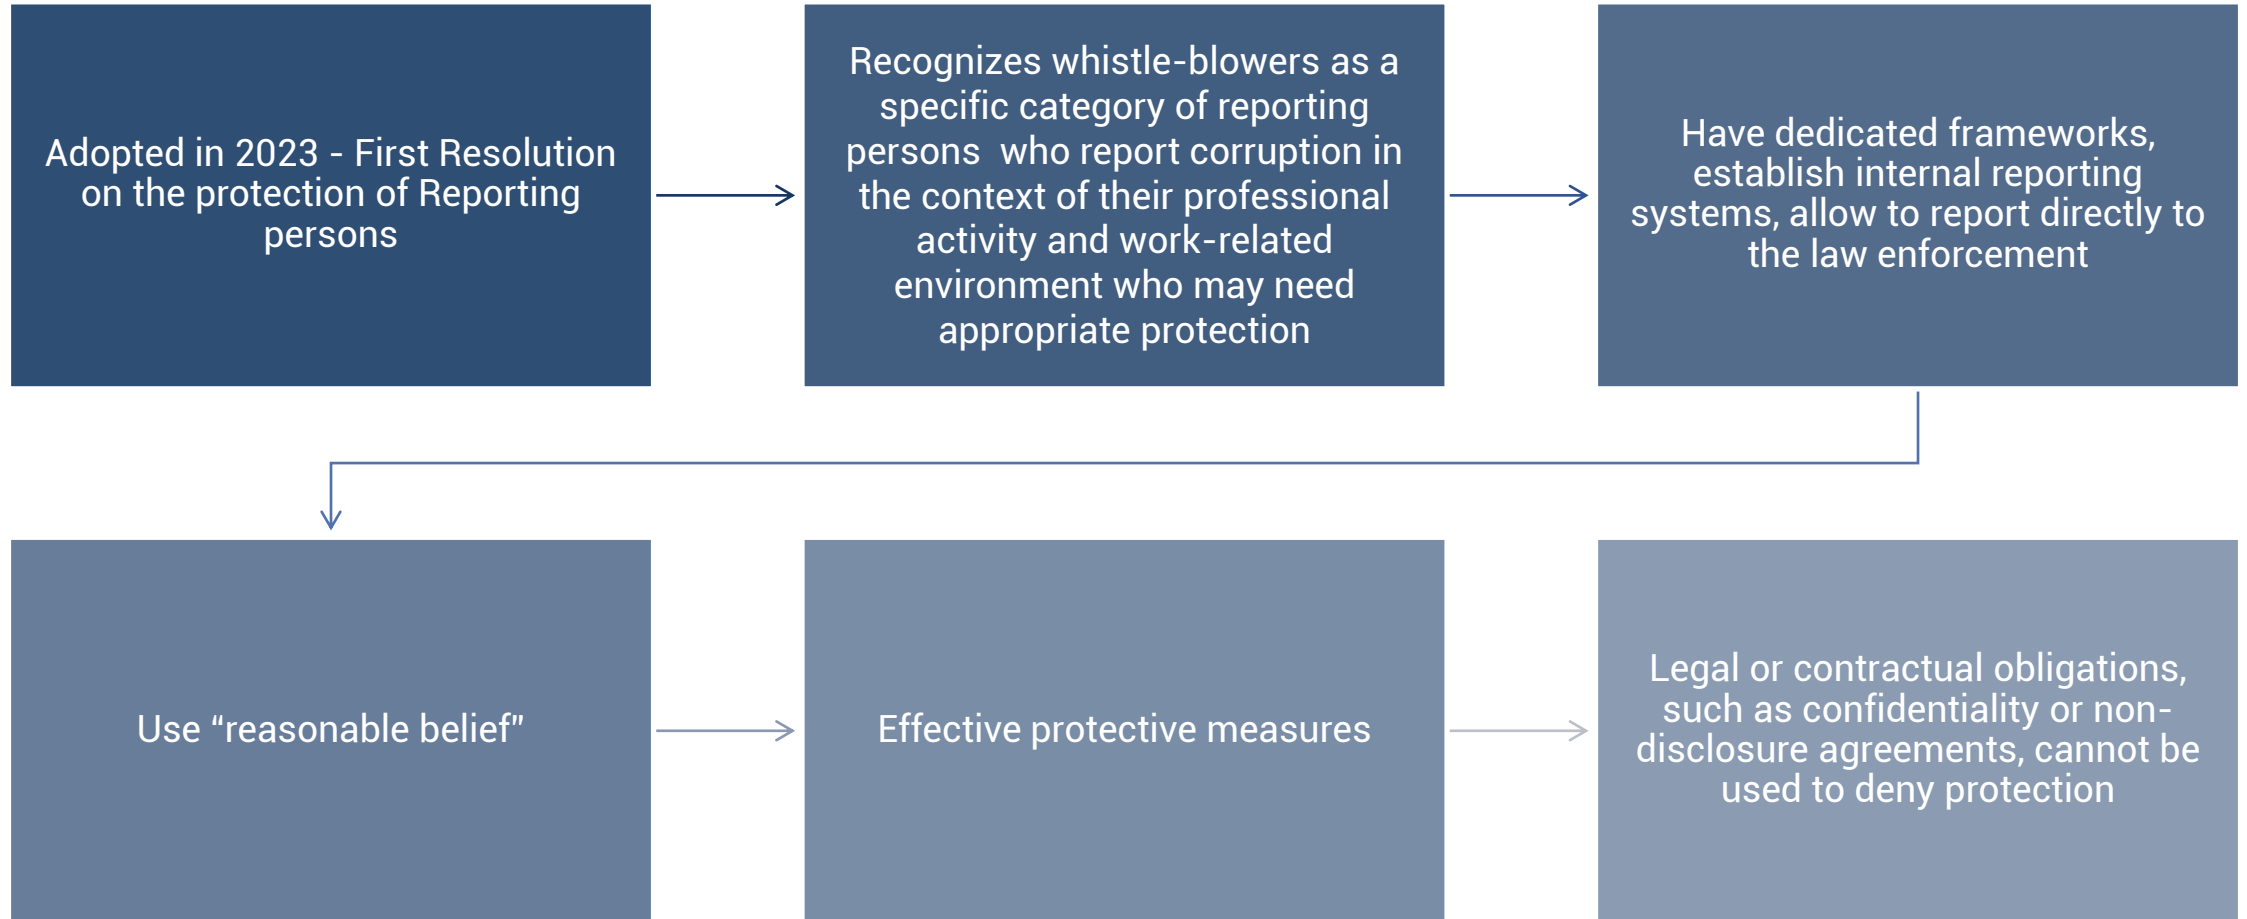 Adopted in 2023 - First Resolution
on the protection of Reporting
persons
Recognizes whistle-blowers as a
specific category of reporting
persons  who report corruption in
the context of their professional
activity and work-related
environment who may need
appropriate protection
Have dedicated frameworks,
establish internal reporting
systems, allow to report directly to
the law enforcement
Use “reasonable belief”
Effective protective measures
Legal or contractual obligations,
such as confidentiality or non-
disclosure agreements, cannot be
used to deny protection